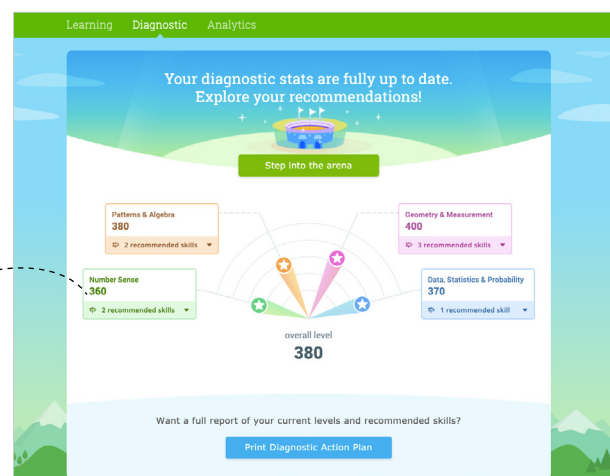 Learning Diagnostic Analytics
Your diagnostic stats are fully up to date.
Explore your recommendations!
Step into the arena
Patterns & Algebra
380
2 recommended skills
Geometry & Measurement
400
3 recommended skills
Number Sense
360
2 recommended skills
Data, Statistics & Probability
370
1 recommended skill
overall level
380
Want a full report of your current levels and recommended skills?
Print Diagnostic Action Plan